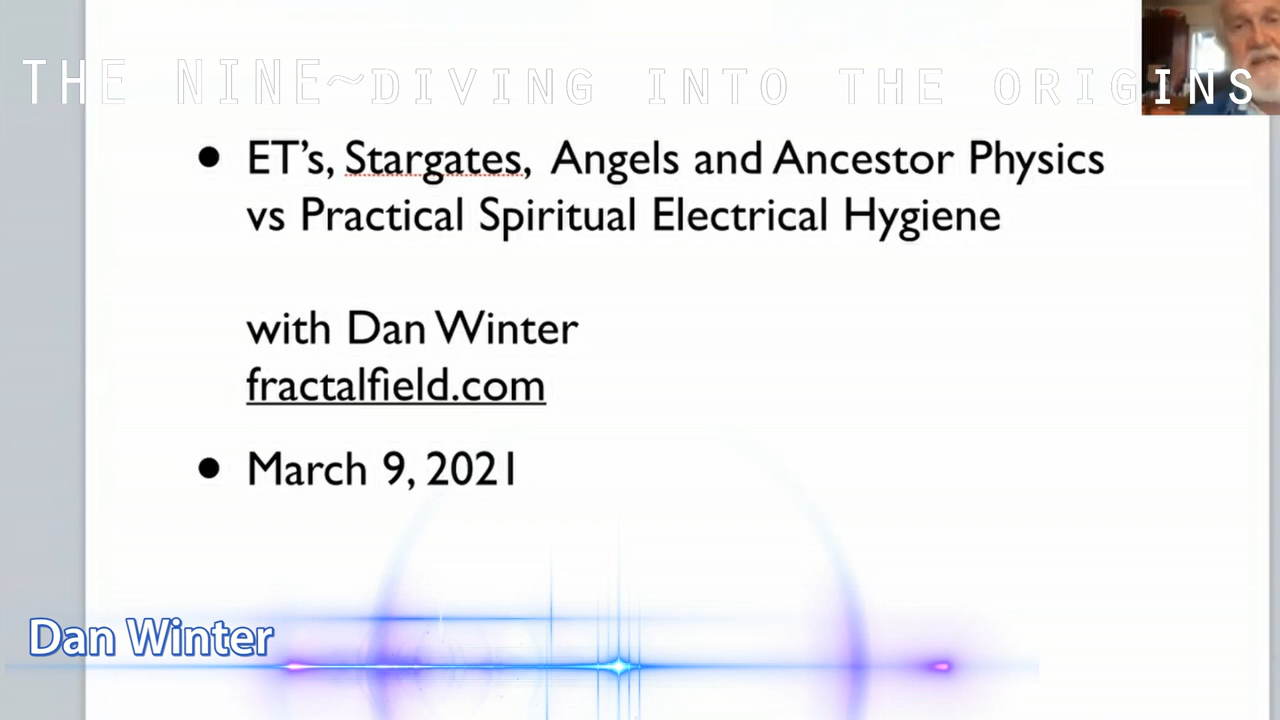 THE NINE~DIVING INTO THE ORIGINS
• ET's, Stargates, Angels and Ancestor Physics
vs Practical Spiritual Electrical Hygiene
with Dan Winter
fractalfield.com
• March 9, 2021
Dan Winter